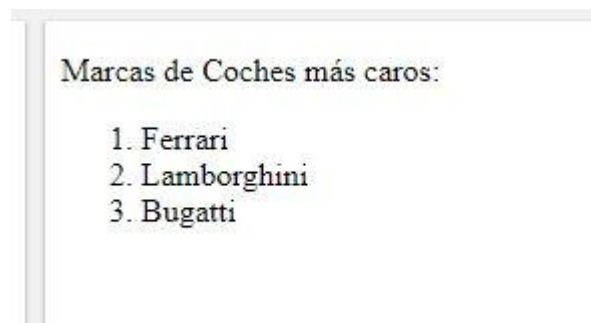 Marcas de Coches más caros:
1. Ferrari
2. Lamborghini
3. Bugatti